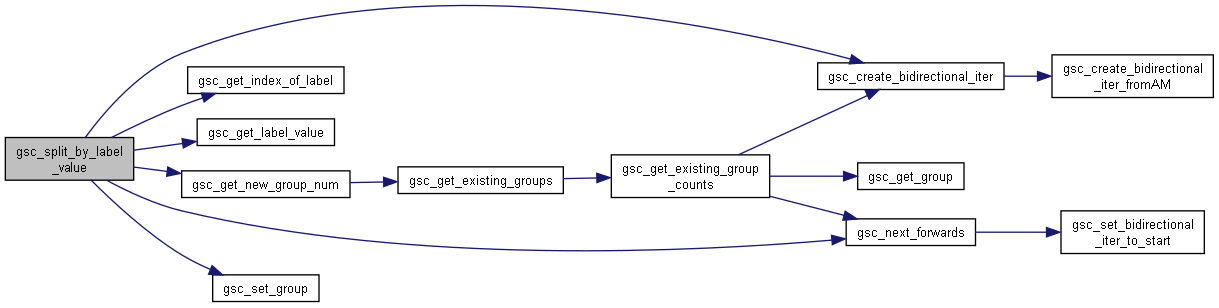 gsc_split_by_label
_value
gsc_get_index_of_label
gsc_get_label_value
gsc_get_new_group_num
gsc_set_group
gsc_get_existing_groups
gsc_get_existing_group
_counts
gsc_create_bidirectional_iter
gsc_get_group
gsc_next_forwards
gsc_create_bidirectional
_iter_fromAM
gsc_set_bidirectional
_iter_to_start